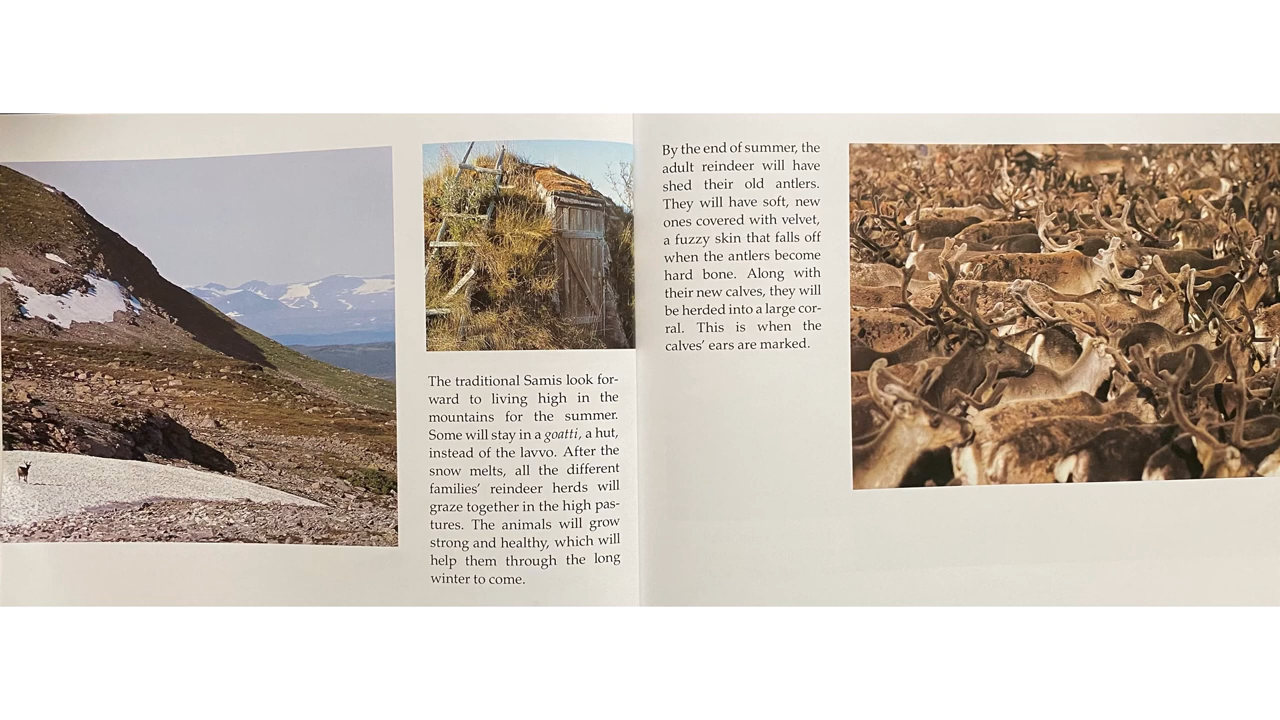 The traditional Samis look for-
ward to living high in the
mountains for the summer.
Some will stay in a goatti, a hut,
instead of the lavvo. After the
snow melts, all the different
families' reindeer herds will
graze together in the high pas-
tures. The animals will grow
strong and healthy, which will
help them through the long
winter to come.
By the end of summer, the
adult reindeer will have
shed their old antlers.
They will have soft, new
ones covered with velvet,
a fuzzy skin that falls off
when the antlers become
hard bone. Along with
their new calves, they will
be herded into a large cor-
ral. This is when the
calves' ears are marked.